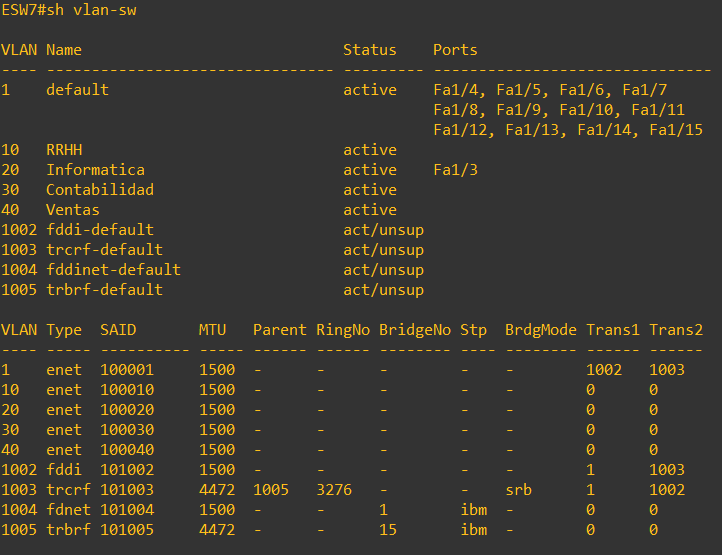 ESW7#sh vlan-sw
VLAN Name                             Status    Ports
---- -------------------------------- --------- -------------------------------
1    default                          active    Fa1/4, Fa1/5, Fa1/6, Fa1/7
                                                Fa1/8, Fa1/9, Fa1/10, Fa1/11
                                                Fa1/12, Fa1/13, Fa1/14, Fa1/15
10   RRHH                             active
20   Informatica                      active    Fa1/3
30   Contabilidad                     active
40   Ventas                           active
1002 fddi-default                     act/unsup
1003 trcrf-default                    act/unsup
1004 fddinet-default                  act/unsup
1005 trbrf-default                    act/unsup
VLAN Type  SAID       MTU   Parent RingNo BridgeNo Stp  BrdgMode Trans1 Trans2
---- ----- ---------- ----- ------ ------ -------- ---- -------- ------ ------
1    enet  100001     1500  -      -      -        -    -        1002   1003
10   enet  100010     1500  -      -      -        -    -        0      0
20   enet  100020     1500  -      -      -        -    -        0      0
30   enet  100030     1500  -      -      -        -    -        0      0
40   enet  100040     1500  -      -      -        -    -        0      0
1002 fddi  101002     1500  -      -      -        -    -        1      1003
1003 trcrf 101003     4472  1005   3276   -        -    srb      1      1002
1004 fdnet 101004     1500  -      -      1        ibm  -        0      0
1005 trbrf 101005     4472  -      -      15       ibm  -        0      0